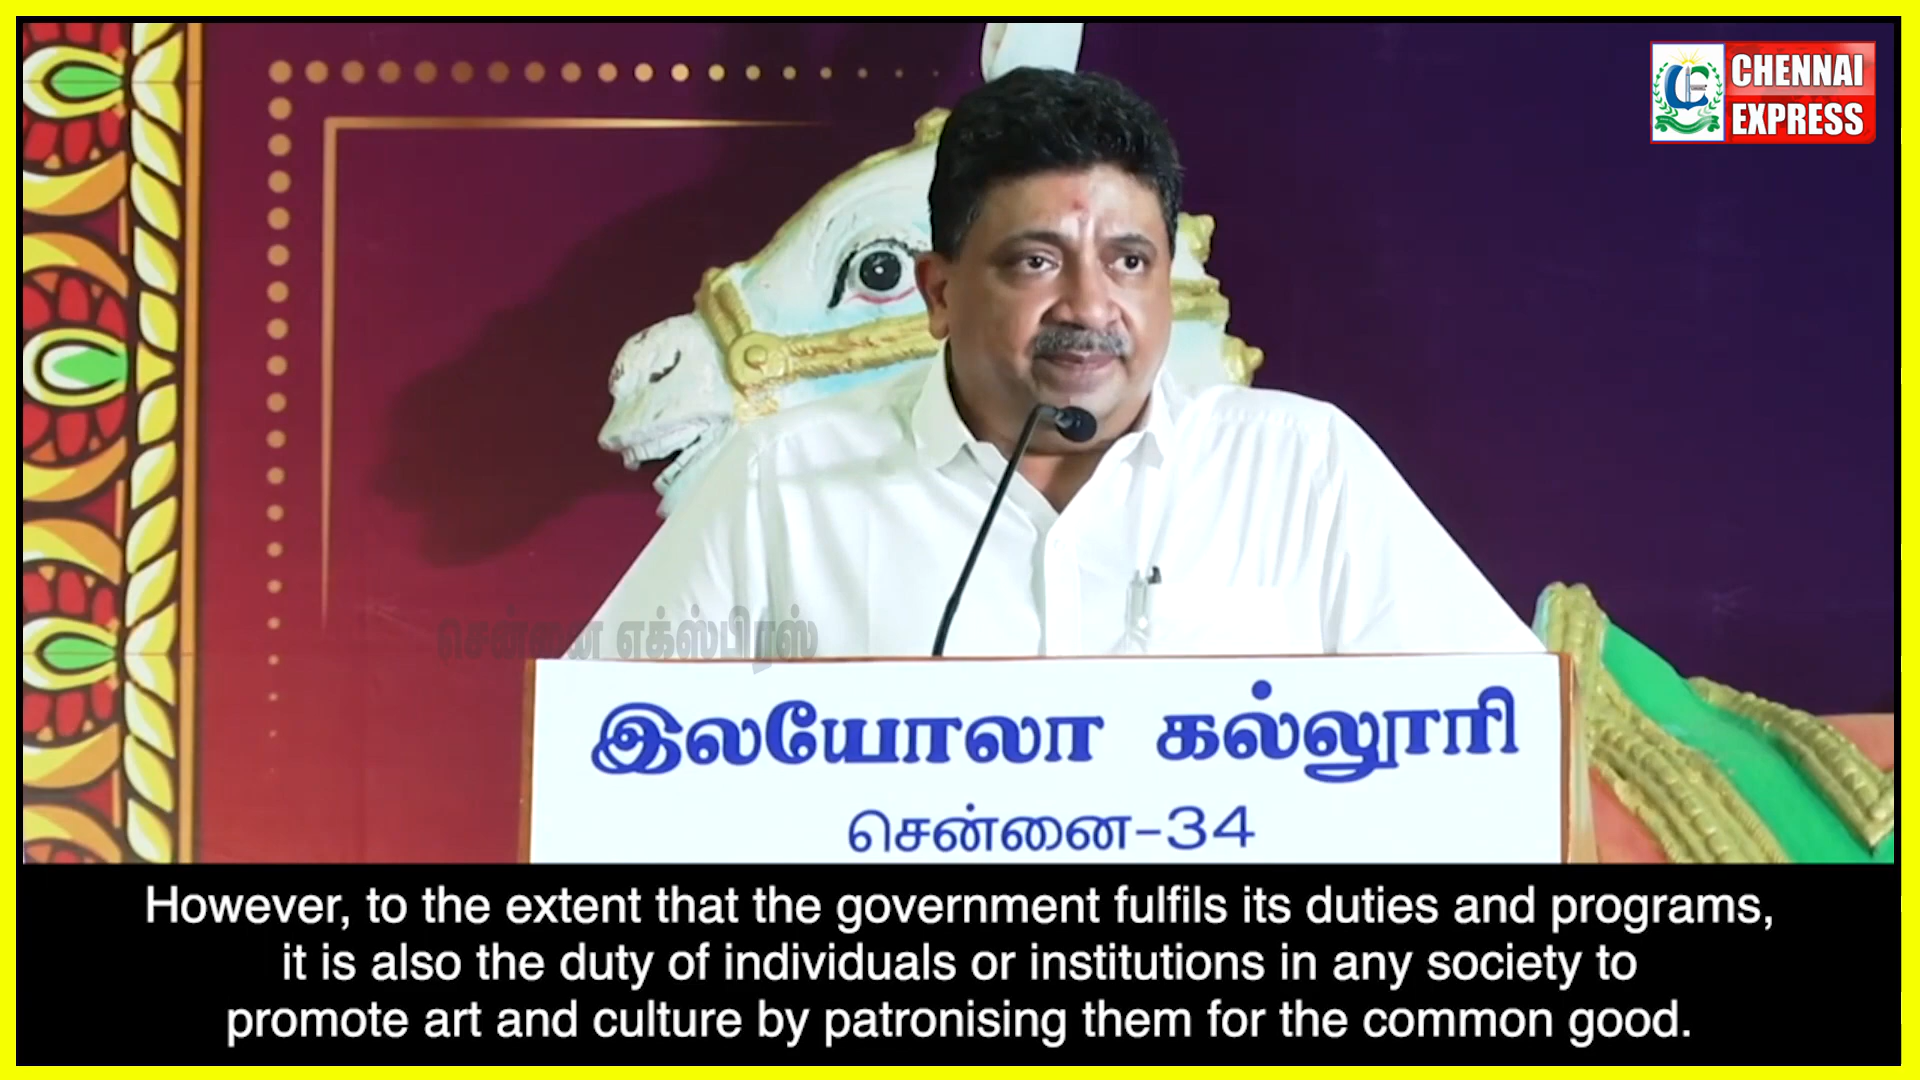 CHENNAI
EXPRESS
சென்னை எக்ஸ்பிரஸ்
இலயோலா கல்லூரி
சென்னை-34
However, to the extent that the government fulfils its duties and programs,
it is also the duty of individuals or institutions in any society to
promote art and culture by patronising them for the common good.